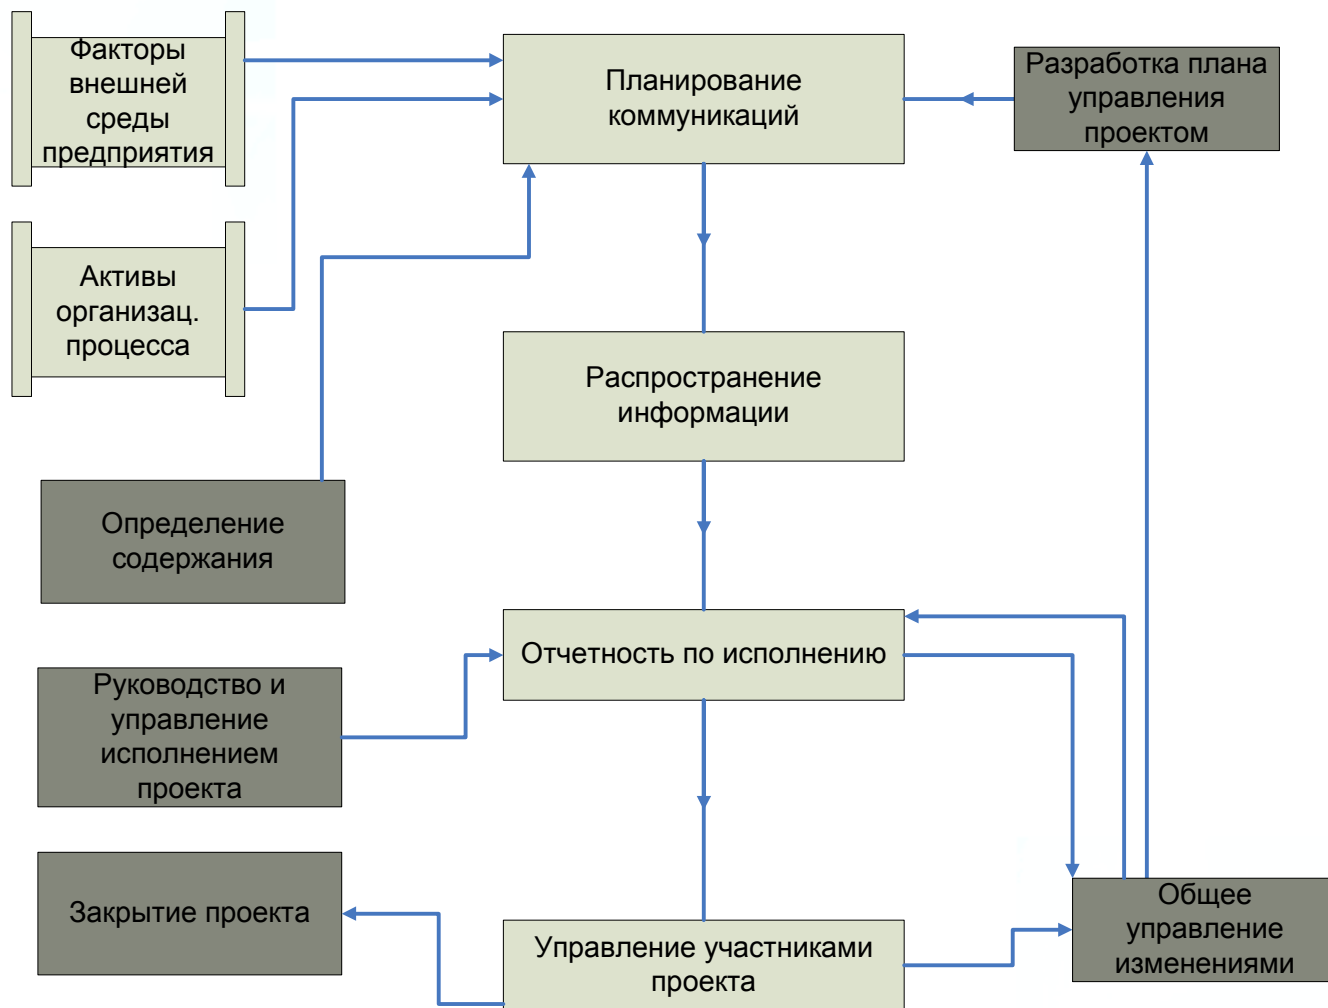 Факторы
внешней
среды
предприятия
Планирование
коммуникаций
Разработка плана
управления
проектом
Активы
организац.
процесса
Распространение
информации
Определение
содержания
Отчетность по исполнению
Руководство и
управление
исполнением
проекта
Закрытие проекта
Управление участниками
проекта
Общее
управление
изменениями